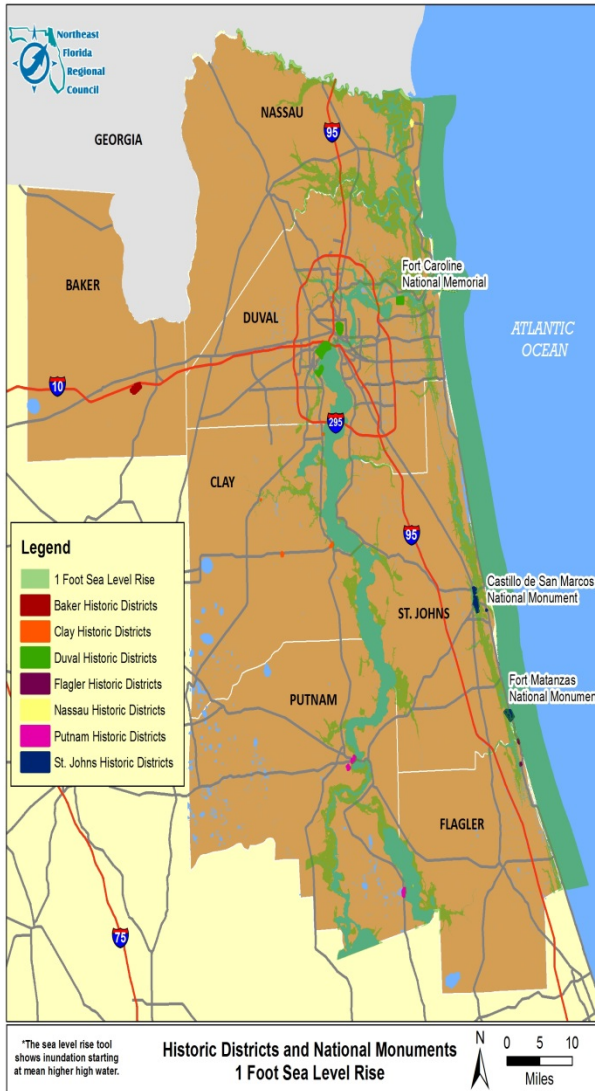 Northeast
Florida
Regional
Council
NASSAU
95
GEORGIA
Fort Caroline
National Memorial
BAKER
DUVAL
ATLANTIC
OCEAN
10
295
CLAY
95
Legend
1 Foot Sea Level Rise
Baker Historic Districts
Clay Historic Districts
Duval Historic Districts
Flagler Historic Districts
Nassau Historic Districts
Putnam Historic Districts
St. Johns Historic Districts
Castillo de San Marcos
National Monument
ST. JOHNS
Fort Matanzas
National Monument
PUTNAM
FLAGLER
75
*The sea level rise tool
shows inundation starting
at mean higher high water.
Historic Districts and National Monuments
1 Foot Sea Level Rise
N
0 5 10
Miles